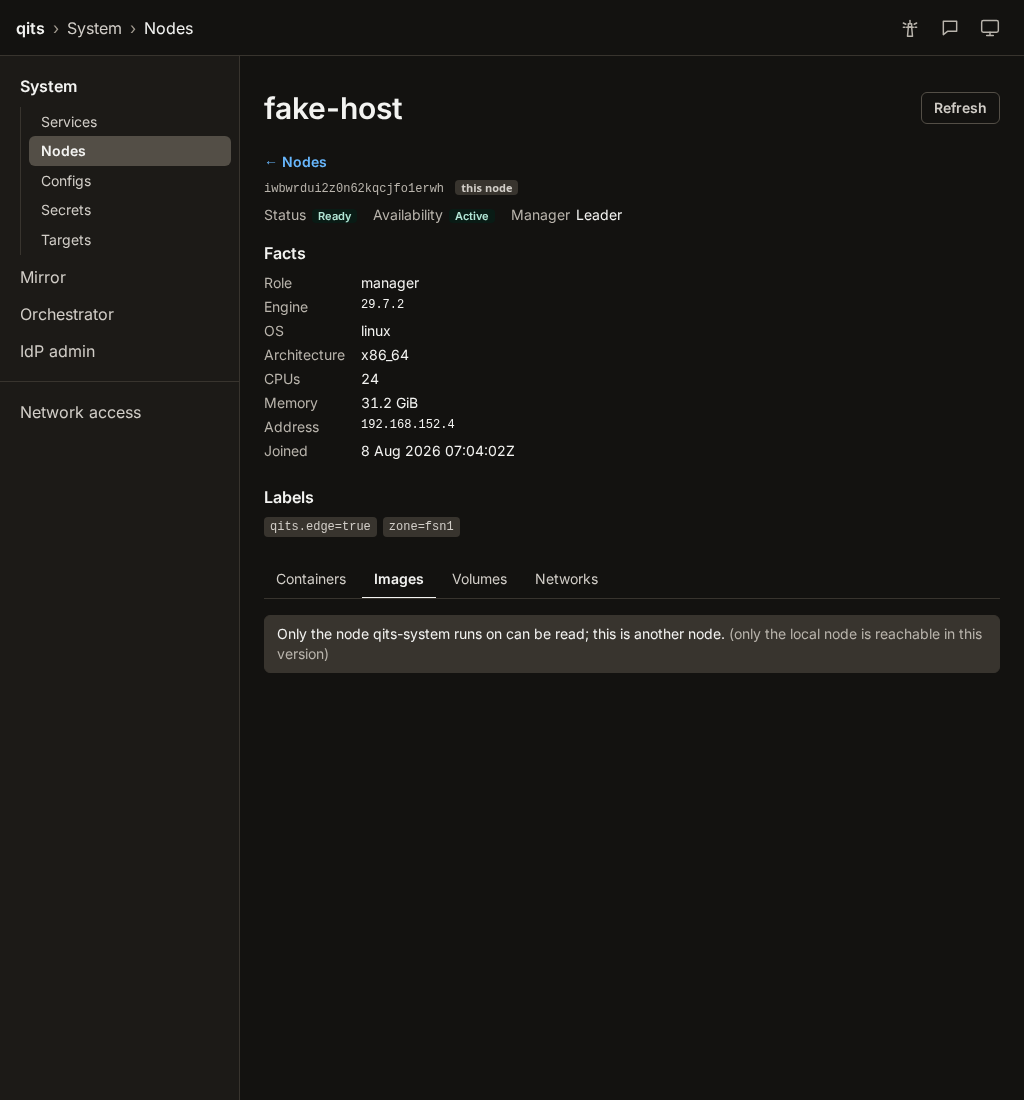 qits › System › Nodes
System
Services
Nodes
Configs
Secrets
Targets
Mirror
Orchestrator
IdP admin
Network access
fake-host
Refresh
← Nodes
iwbwrdui2z0n62kqcjfo1erwh this node
Status Ready Availability Active Manager Leader
Facts
Role manager
Engine 29.7.2
OS linux
Architecture x86_64
CPUs 24
Memory 31.2 GiB
Address 192.168.152.4
Joined 8 Aug 2026 07:04:02Z
Labels
qits.edge=true zone=fsn1
Containers Images Volumes Networks
Only the node qits-system runs on can be read; this is another node. (only the local node is reachable in this
version)